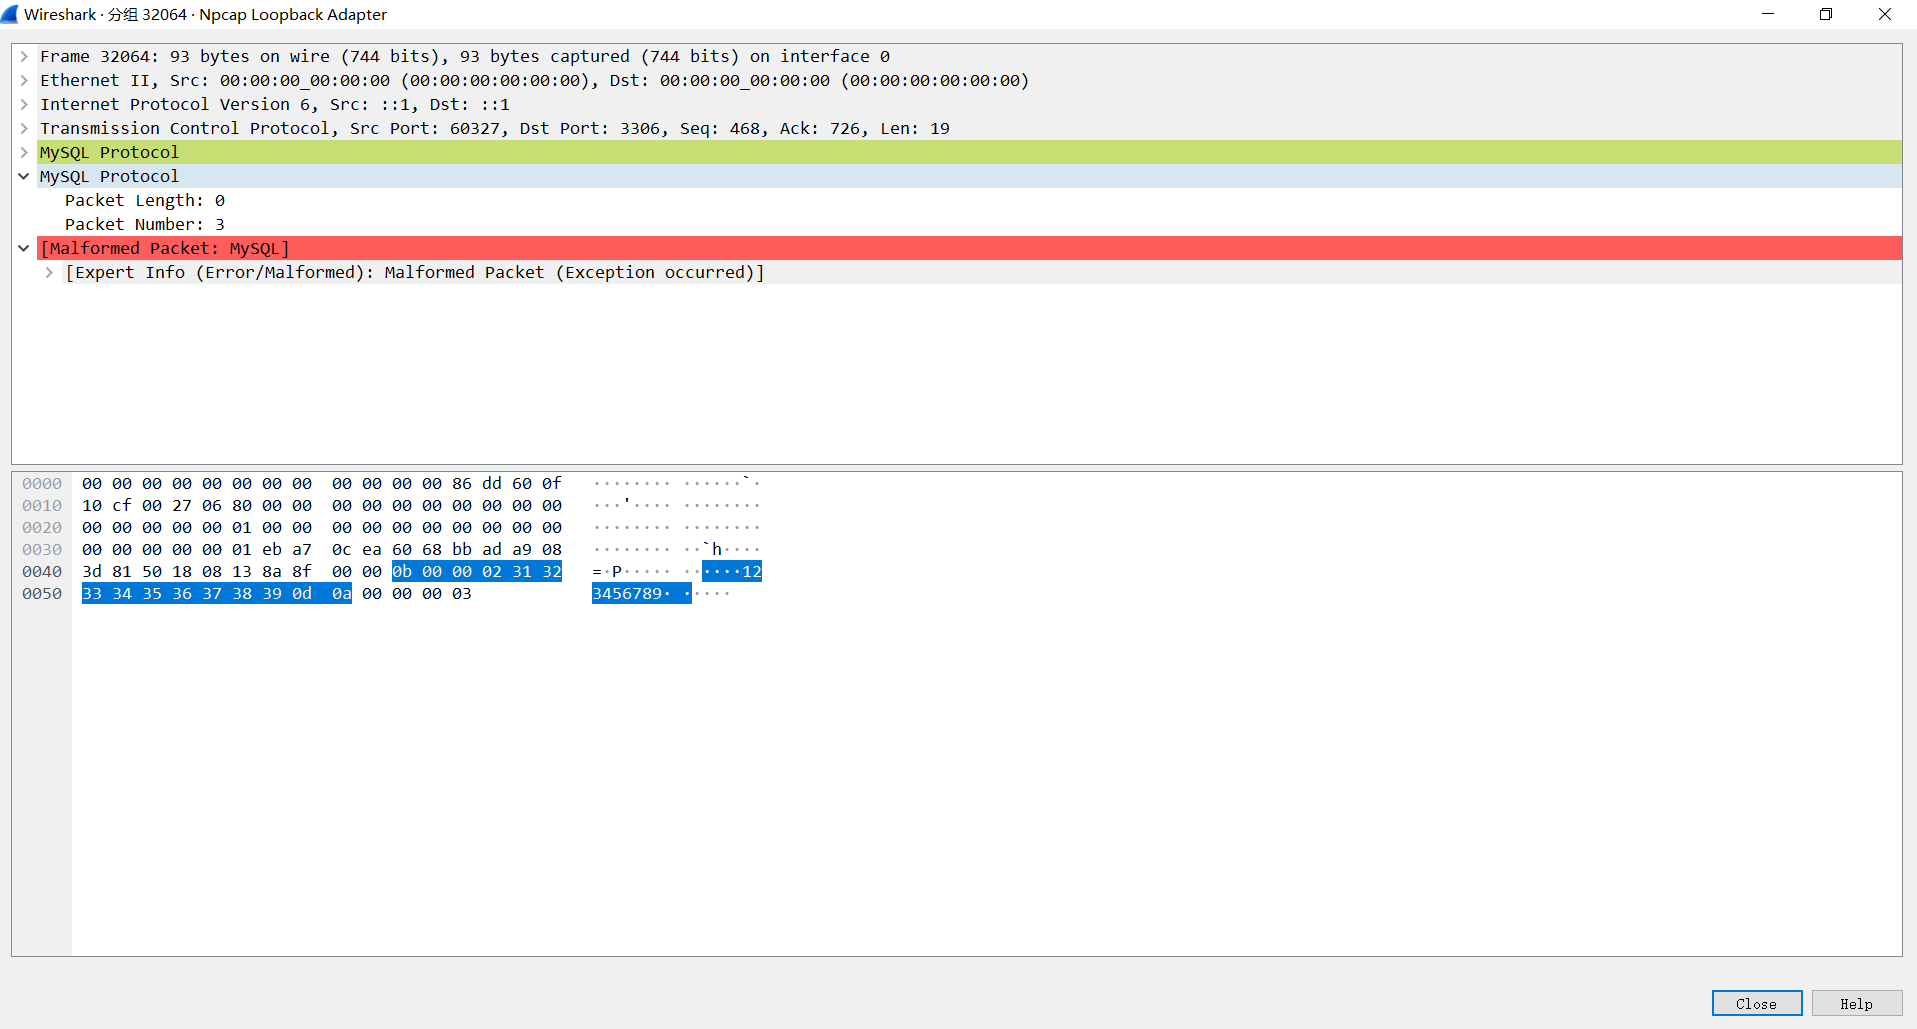 Wireshark · 分组 32064 · Npcap Loopback Adapter
Frame 32064: 93 bytes on wire (744 bits), 93 bytes captured (744 bits) on interface 0
Ethernet II, Src: 00:00:00_00:00:00 (00:00:00:00:00:00), Dst: 00:00:00_00:00:00 (00:00:00:00:00:00)
Internet Protocol Version 6, Src: ::1, Dst: ::1
Transmission Control Protocol, Src Port: 60327, Dst Port: 3306, Seq: 468, Ack: 726, Len: 19
MySQL Protocol
MySQL Protocol
Packet Length: 0
Packet Number: 3
[Malformed Packet: MySQL]
[Expert Info (Error/Malformed): Malformed Packet (Exception occurred)]
0000 00 00 00 00 00 00 00 00 00 00 00 00 86 dd 60 0f ········ ······`·
0010 10 cf 00 27 06 80 00 00 00 00 00 00 00 00 00 00 ···'···· ········
0020 00 00 00 00 00 01 00 00 00 00 00 00 00 00 00 00 ········ ········
0030 00 00 00 00 00 01 eb a7 0c ea 60 68 bb ad a9 08 ········ ··`h····
0040 3d 81 50 18 08 13 8a 8f 00 00 0b 00 00 02 31 32 =·P····· ······12
0050 33 34 35 36 37 38 39 0d 0a 00 00 00 03 3456789· ·····
Close
Help